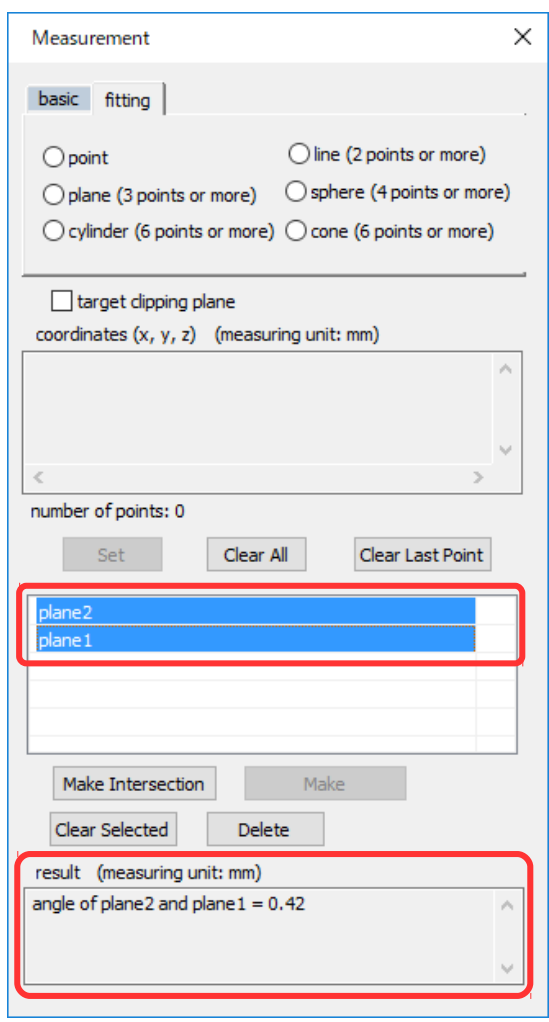 Measurement
basic fitting
point line (2 points or more)
plane (3 points or more) sphere (4 points or more)
cylinder (6 points or more) cone (6 points or more)
target clipping plane
coordinates (x, y, z) (measuring unit: mm)
number of points: 0
Set Clear All Clear Last Point
plane2
plane1
Make Intersection Make
Clear Selected Delete
result (measuring unit: mm)
angle of plane2 and plane1 = 0.42